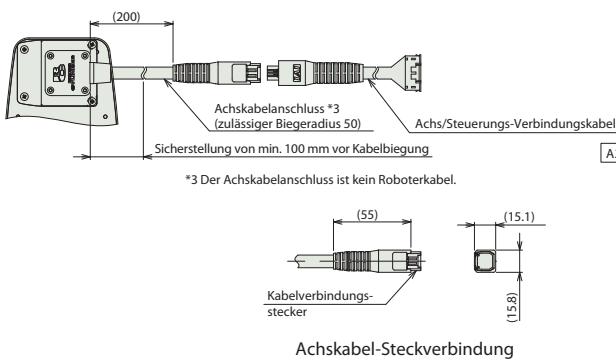 (200)
Achskabelanschluss *3
(zulässiger Biegeradius 50)
Achs/Steuerungs-Verbindungskabel
Sicherstellung von min. 100 mm vor Kabelbiegung
*3 Der Achskabelanschluss ist kein Roboterkabel.
(55)
(15.1)
(15.8)
Kabelverbindungs-
stecker
Achskabel-Steckverbindung